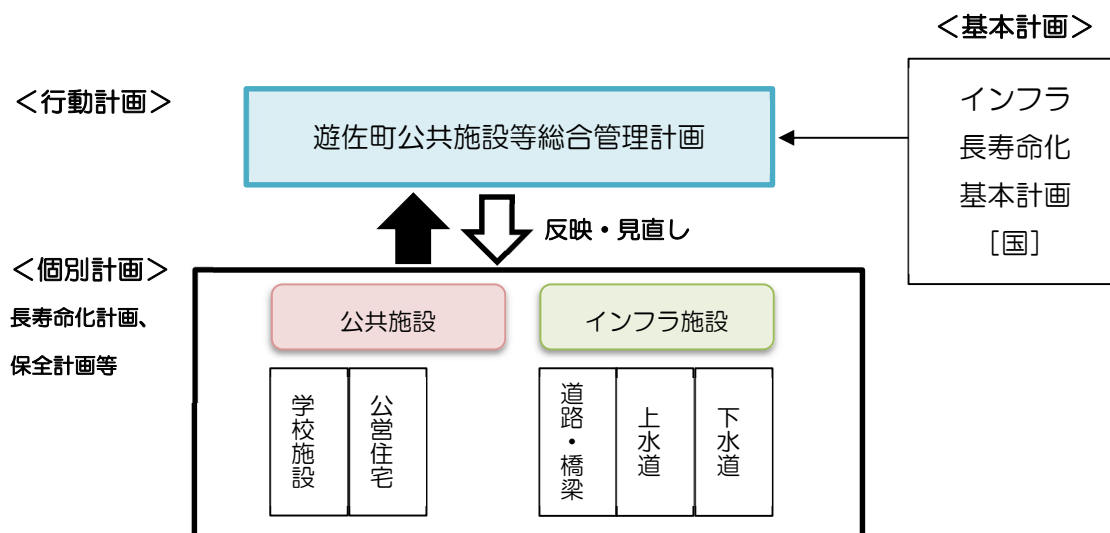 ＜基本計画＞
インフラ
長寿命化
基本計画
［国］
＜行動計画＞
遊佐町公共施設等総合管理計画
反映・見直し
＜個別計画＞
長寿命化計画、
保全計画等
公共施設
インフラ施設
学校施設
公営住宅
道路・橋梁
上水道
下水道